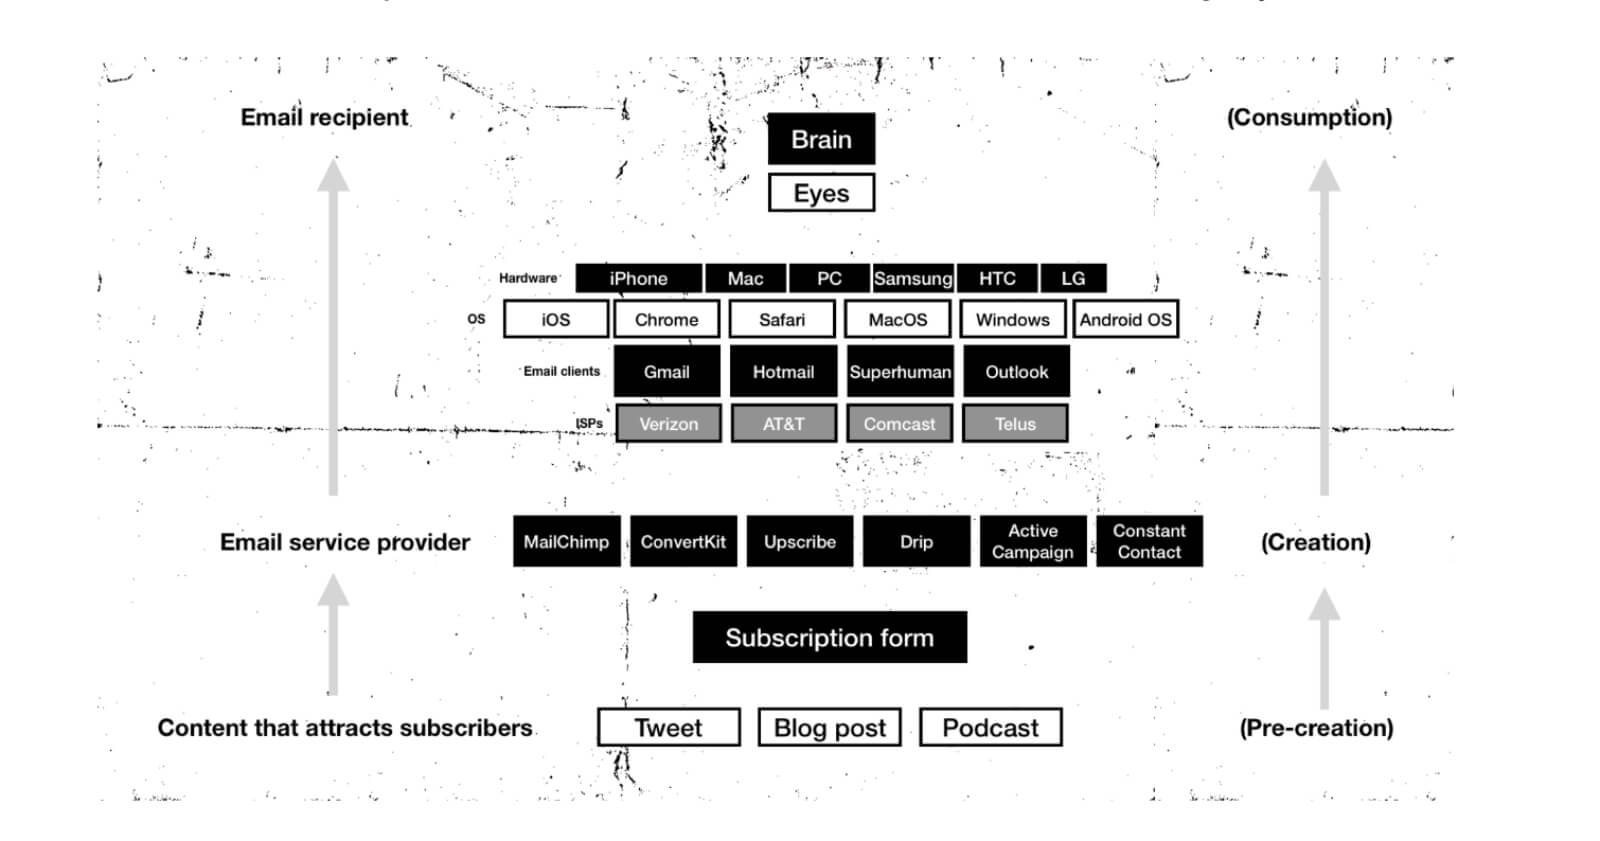 Email recipient
(Consumption)
Brain
Eyes
Hardware iPhone Mac PC Samsung HTC LG
OS iOS Chrome Safari MacOS Windows Android OS
Email clients Gmail Hotmail Superhuman Outlook
ISPs Verizon AT&T Comcast Telus
Email service provider MailChimp ConvertKit Upscribe Drip Active Campaign Constant Contact (Creation)
Subscription form
Content that attracts subscribers Tweet Blog post Podcast (Pre-creation)